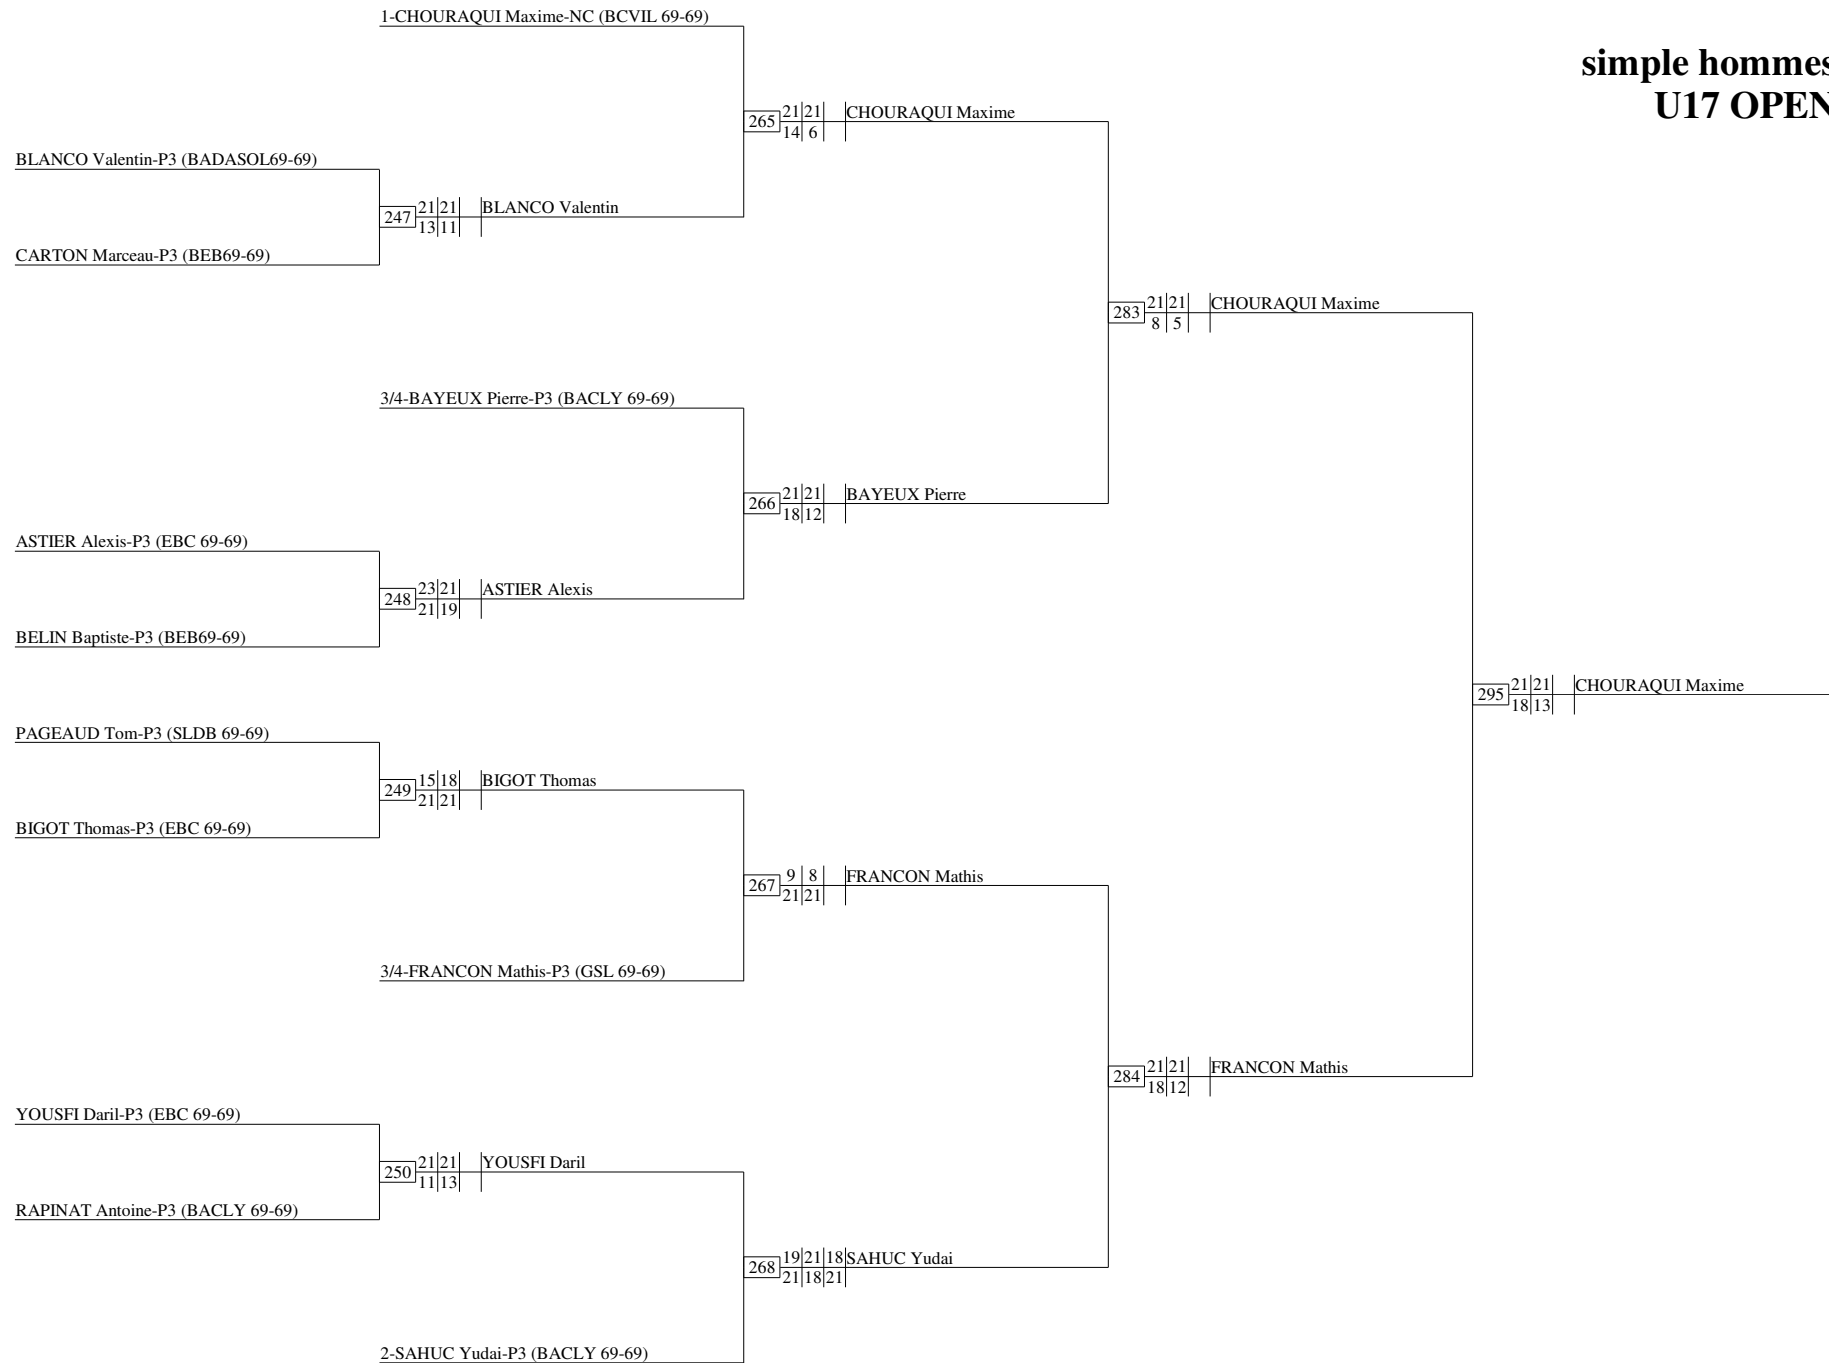 1-CHOURAQUI Maxime-NC (BCVIL 69-69)
simple hommes
U17 OPEN
265 21 21 CHOURAQUI Maxime
14 6
BLANCO Valentin-P3 (BADASOL69-69)
247 21 21 BLANCO Valentin
13 11
CARTON Marceau-P3 (BEB69-69)
283 21 21 CHOURAQUI Maxime
8 5
3/4-BAYEUX Pierre-P3 (BACLY 69-69)
266 21 21 BAYEUX Pierre
18 12
ASTIER Alexis-P3 (EBC 69-69)
248 23 21 ASTIER Alexis
21 19
BELIN Baptiste-P3 (BEB69-69)
295 21 21 CHOURAQUI Maxime
18 13
PAGEAUD Tom-P3 (SLDB 69-69)
249 15 18 BIGOT Thomas
21 21
BIGOT Thomas-P3 (EBC 69-69)
267 9 8 FRANCON Mathis
21 21
3/4-FRANCON Mathis-P3 (GSL 69-69)
284 21 21 FRANCON Mathis
18 12
YOUSFI Daril-P3 (EBC 69-69)
250 21 21 YOUSFI Daril
11 13
RAPINAT Antoine-P3 (BACLY 69-69)
268 19 21 18 SAHUC Yudai
21 18 21
2-SAHUC Yudai-P3 (BACLY 69-69)